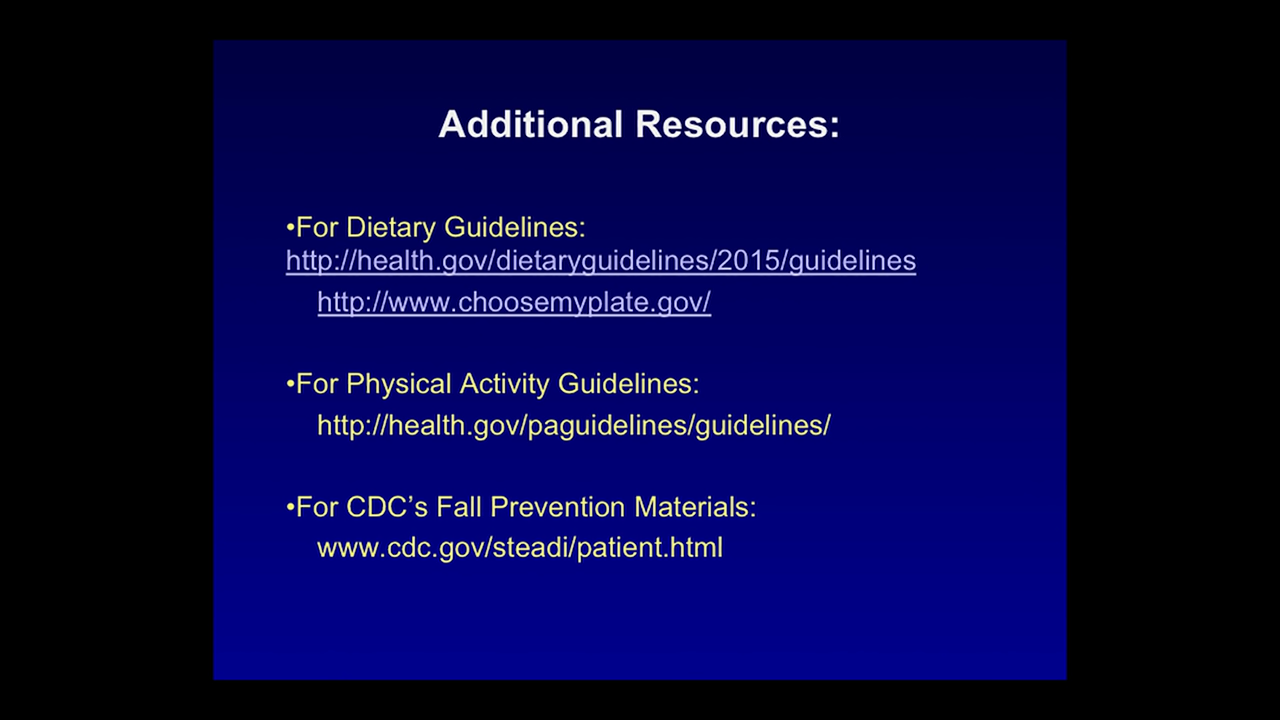 Additional Resources:
•For Dietary Guidelines:
http://health.gov/dietaryguidelines/2015/guidelines
http://www.choosemyplate.gov/
•For Physical Activity Guidelines:
http://health.gov/paguidelines/guidelines/
•For CDC’s Fall Prevention Materials:
www.cdc.gov/steadi/patient.html